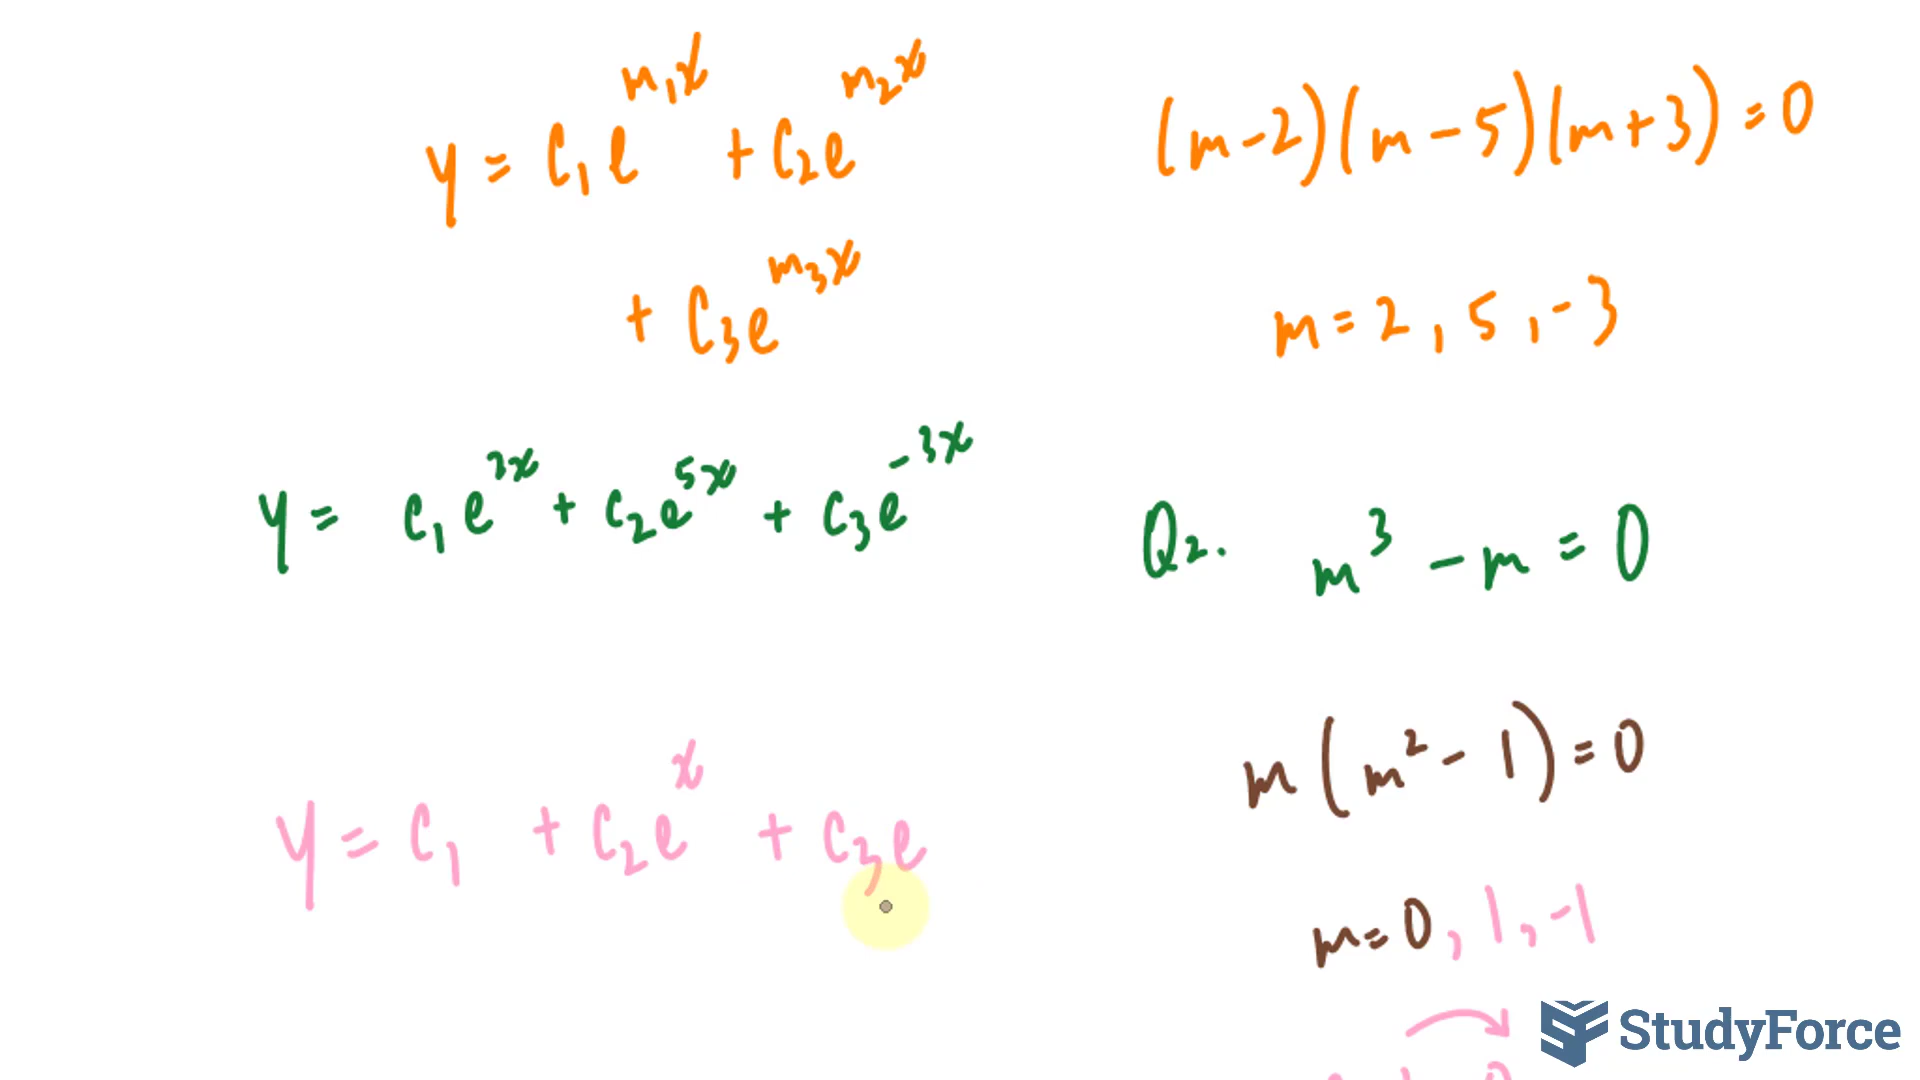 y = c₁e^{m₁x} + c₂e^{m₂x}
+ c₃e^{m₃x}
y = c₁e^{2x} + c₂e^{5x} + c₃e^{-3x}
y = c₁ + c₂e^{x} + c₃e
(m-2)(m-5)(m+3)=0
m=2, 5, -3
Q2. m³ - m = 0
m(m² - 1)=0
m=0, 1, -1
StudyForce